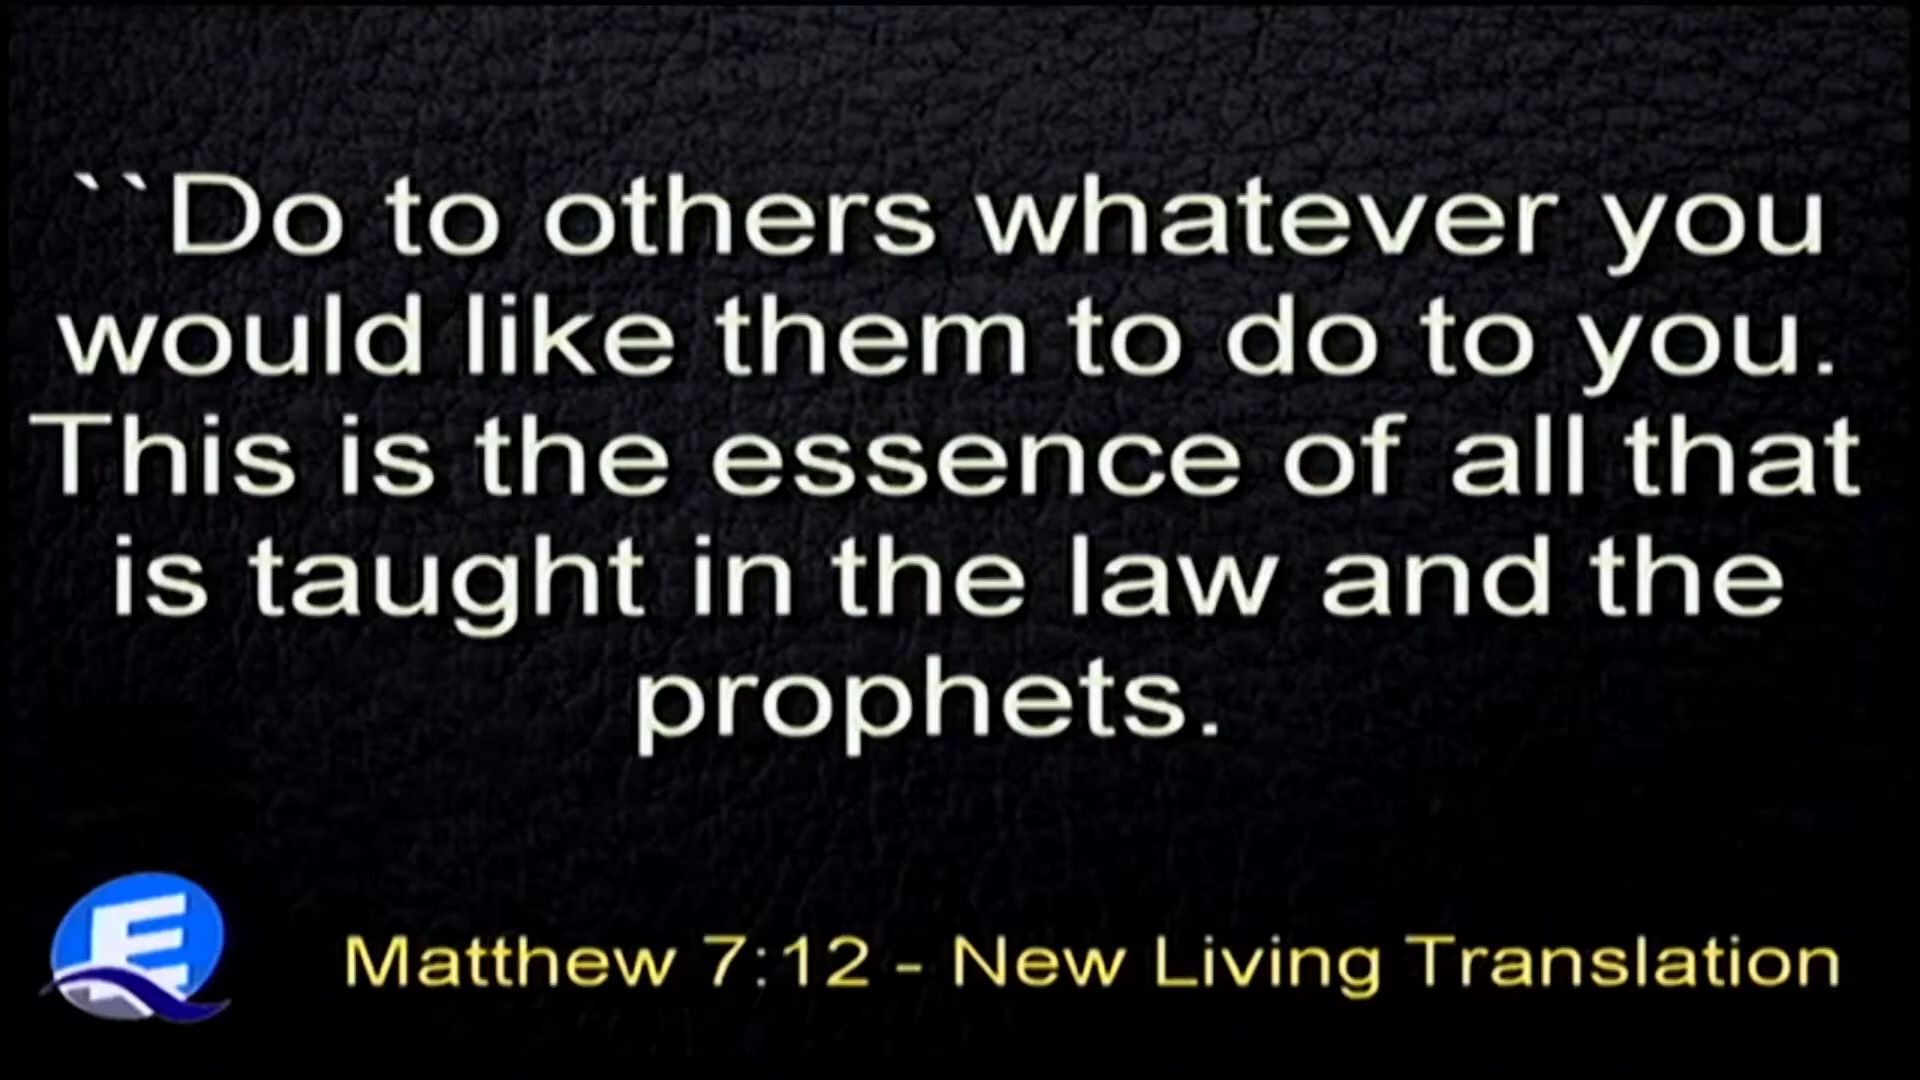 ``Do to others whatever you
would like them to do to you.
This is the essence of all that
is taught in the law and the
prophets.
E
Matthew 7:12 - New Living Translation